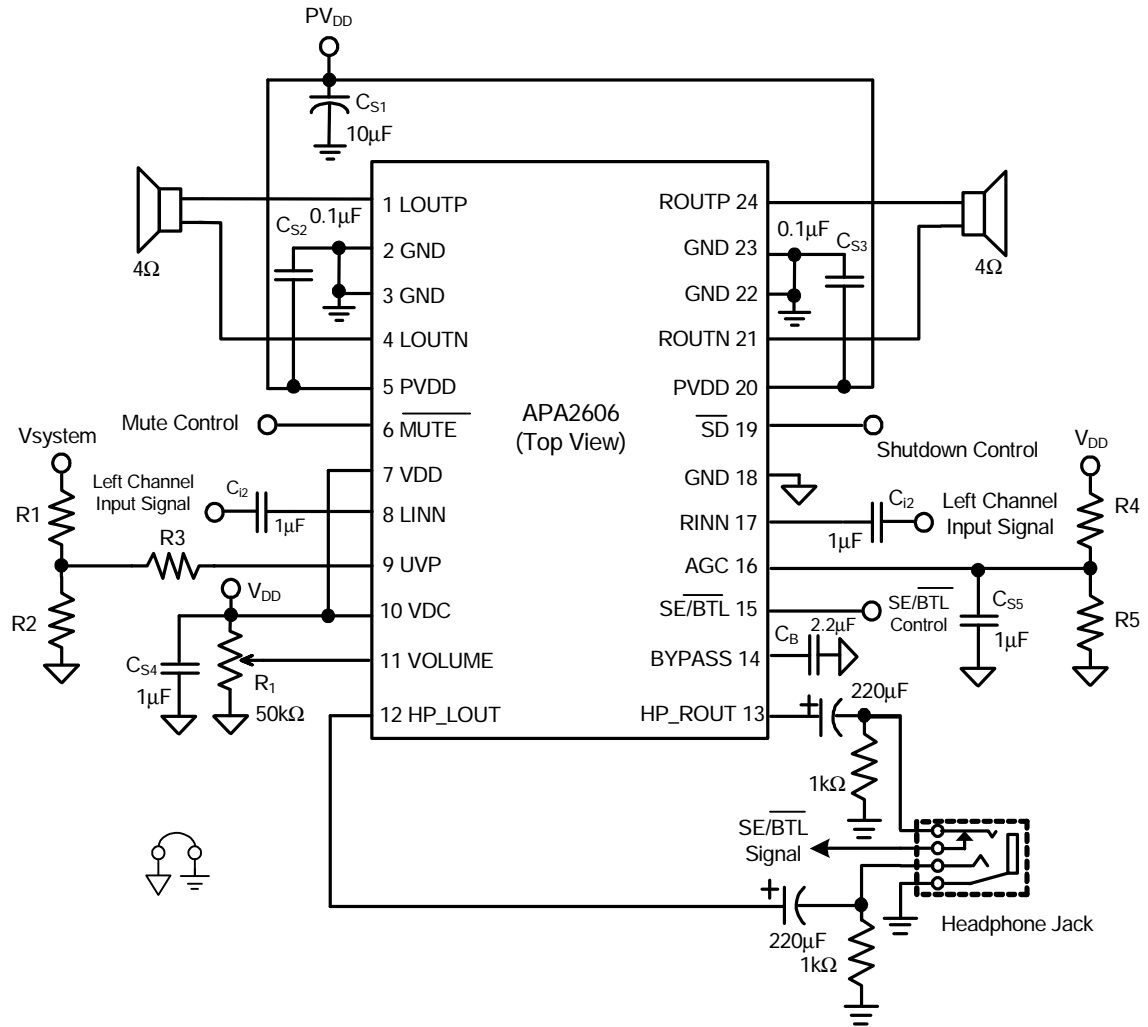 PVDD
CS1
10μF
1 LOUTP
ROUTP 24
CS2
0.1μF
0.1μF
CS3
2 GND
GND 23
4Ω
4Ω
3 GND
GND 22
4 LOUTN
ROUTN 21
5 PVDD
PVDD 20
APA2606
(Top View)
Mute Control
6 MUTE
SD 19
Shutdown Control
Vsystem
VDD
7 VDD
GND 18
Left Channel
Input Signal
Ci2
1μF
8 LINN
RINN 17
Ci2
1μF
Left Channel
Input Signal
R1
R4
R3
9 UVP
AGC 16
VDD
R2
10 VDC
SE/BTL 15
SE/BTL
Control
CS5
1μF
R5
CB
2.2μF
CS4
1μF
R1
50kΩ
11 VOLUME
BYPASS 14
220μF
12 HP_LOUT
HP_ROUT 13
1kΩ
SE/BTL
Signal
220μF
1kΩ
Headphone Jack